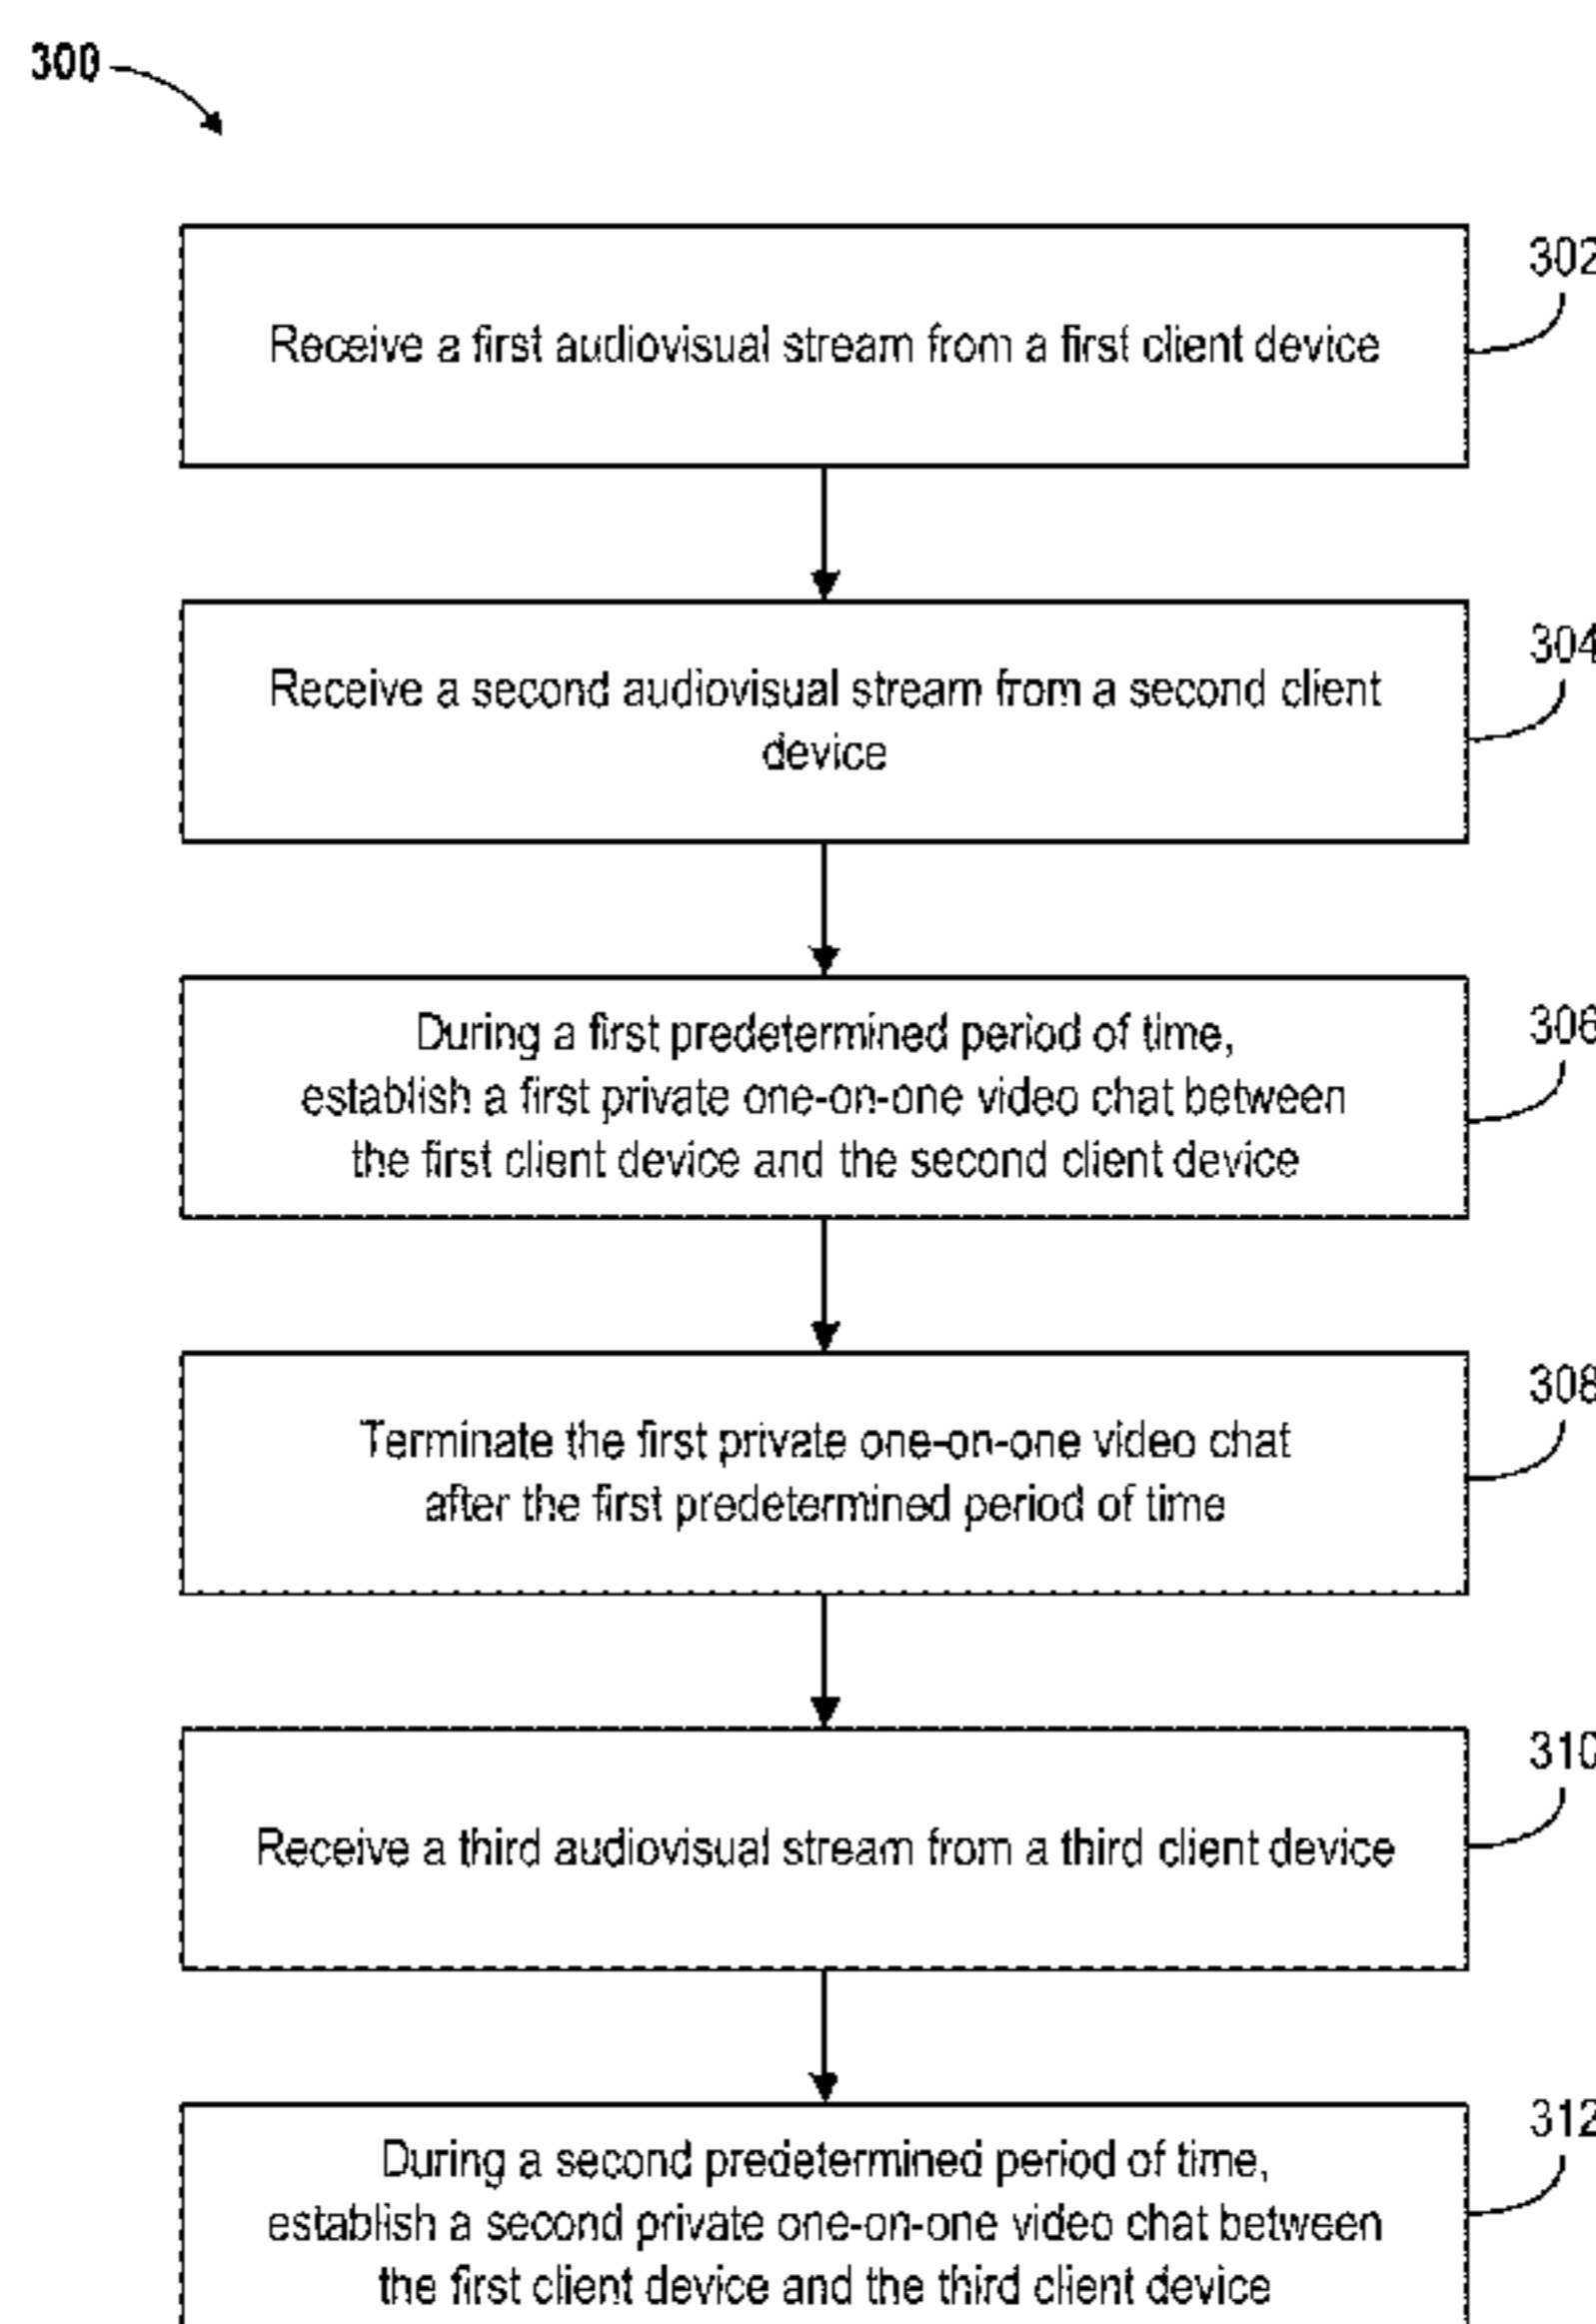 300
302
Receive a first audiovisual stream from a first client device
304
Receive a second audiovisual stream from a second client
device
306
During a first predetermined period of time,
establish a first private one-on-one video chat between
the first client device and the second client device
308
Terminate the first private one-on-one video chat
after the first predetermined period of time
310
Receive a third audiovisual stream from a third client device
312
During a second predetermined period of time,
establish a second private one-on-one video chat between
the first client device and the third client device